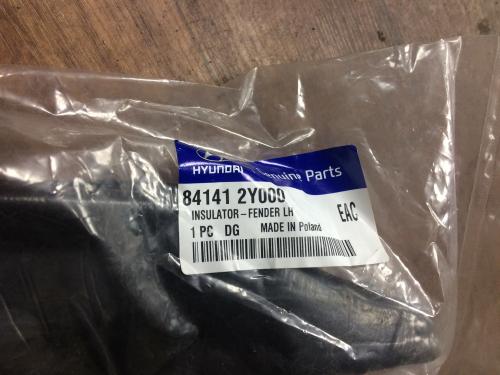 HYUNDAI Genuine Parts
84141 2Y000
INSULATOR-FENDER LH
EAC
1 PC DG MADE IN Poland